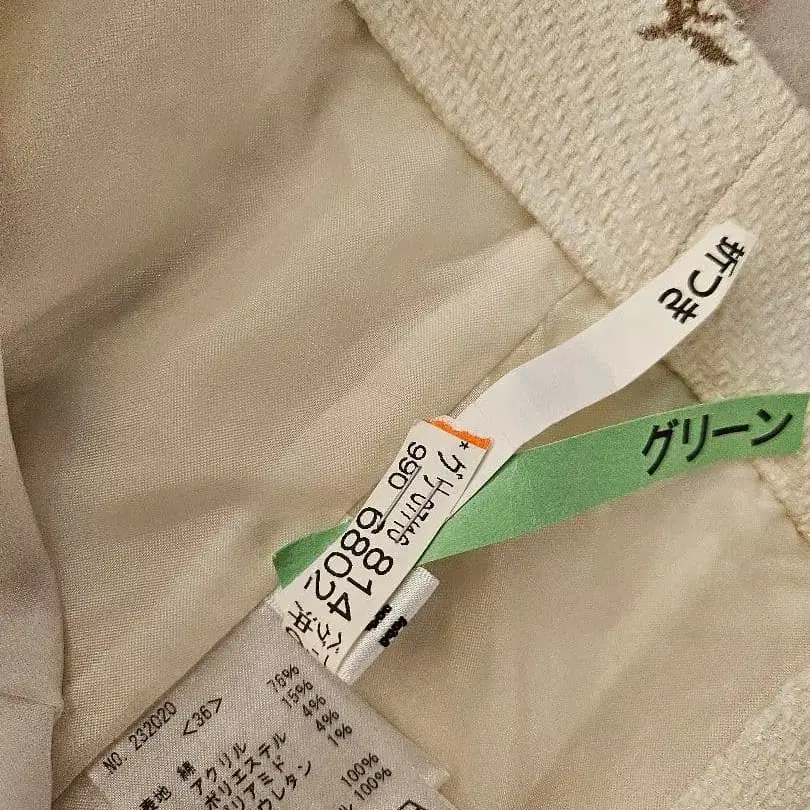 折つき
グリーン
990
814
6802
NO. 232020
<36>
表地 綿 76%
アクリル 15%
ポリエステル 4%
ポリアミド 4%
ポリウレタン 1%
100%
100%